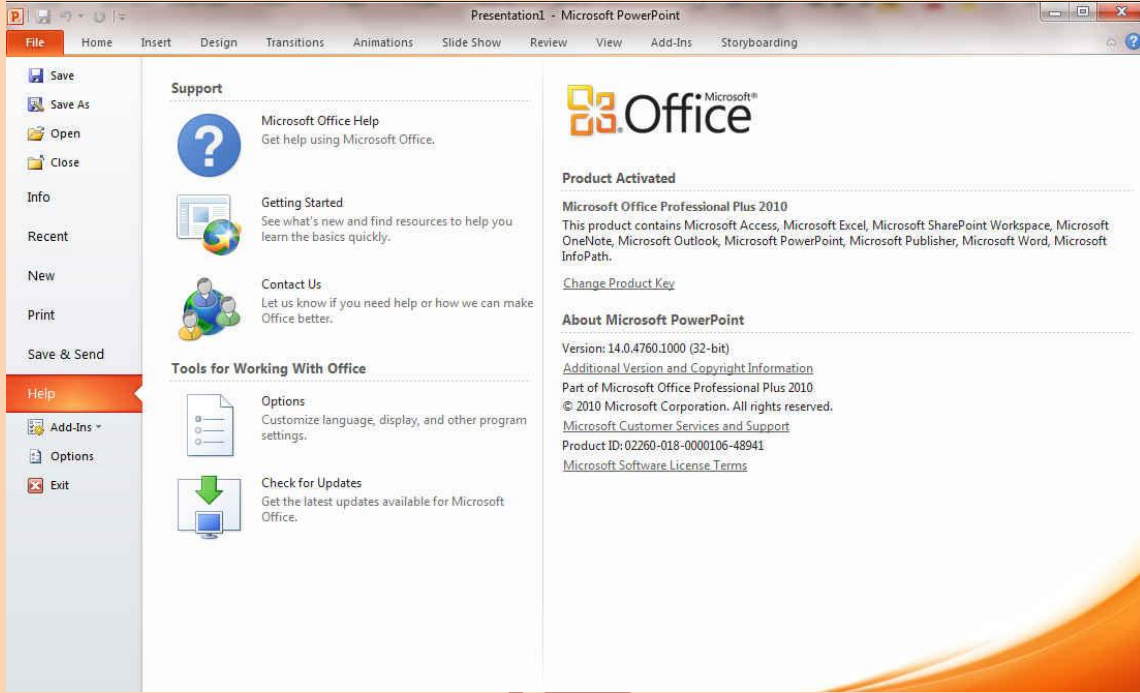 Presentation1 - Microsoft PowerPoint
File Home Insert Design Transitions Animations Slide Show Review View Add-Ins Storyboarding
Save
Save As
Open
Close
Info
Recent
New
Print
Save & Send
Help
Add-Ins
Options
Exit
Support
Microsoft Office Help
Get help using Microsoft Office.
Getting Started
See what's new and find resources to help you
learn the basics quickly.
Contact Us
Let us know if you need help or how we can make
Office better.
Tools for Working With Office
Options
Customize language, display, and other program
settings.
Check for Updates
Get the latest updates available for Microsoft
Office.
Microsoft®
Office
Product Activated
Microsoft Office Professional Plus 2010
This product contains Microsoft Access, Microsoft Excel, Microsoft SharePoint Workspace, Microsoft
OneNote, Microsoft Outlook, Microsoft PowerPoint, Microsoft Publisher, Microsoft Word, Microsoft
InfoPath.
Change Product Key
About Microsoft PowerPoint
Version: 14.0.4760.1000 (32-bit)
Additional Version and Copyright Information
Part of Microsoft Office Professional Plus 2010
© 2010 Microsoft Corporation. All rights reserved.
Microsoft Customer Services and Support
Product ID: 02260-018-0000106-48941
Microsoft Software License Terms